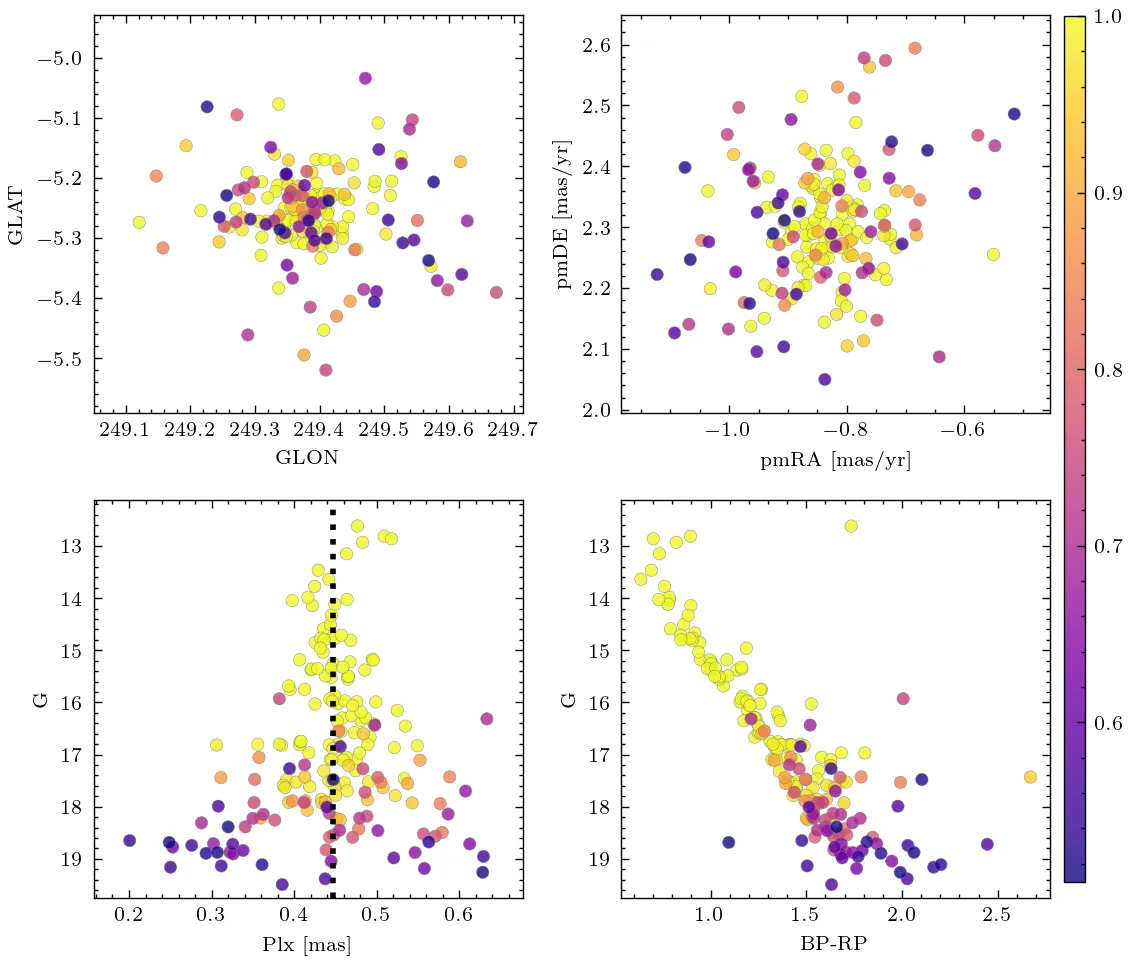 −5.0
−5.1
−5.2
−5.3
−5.4
−5.5
GLAT
249.1 249.2 249.3 249.4 249.5 249.6 249.7
GLON
2.6
2.5
2.4
2.3
2.2
2.1
2.0
pmDE [mas/yr]
−1.0 −0.8 −0.6
pmRA [mas/yr]
1.0
0.9
0.8
0.7
0.6
13
14
15
16
17
18
19
G
0.2 0.3 0.4 0.5 0.6
Plx [mas]
13
14
15
16
17
18
19
G
1.0 1.5 2.0 2.5
BP-RP